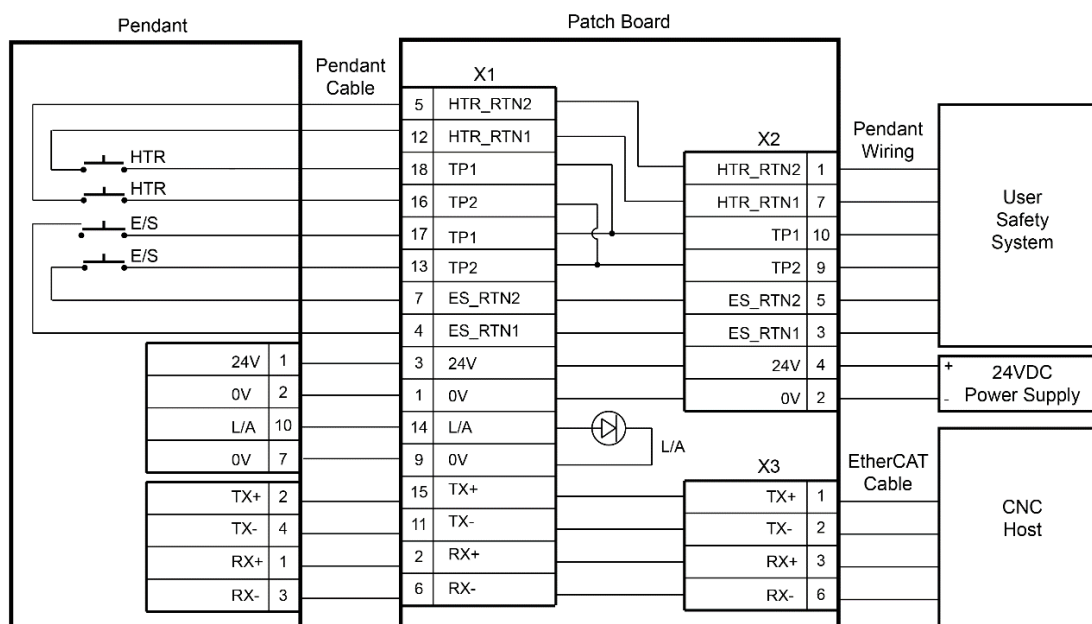 Pendant
Patch Board
Pendant
Cable
X1
5 HTR_RTN2
12 HTR_RTN1
18 TP1
16 TP2
17 TP1
13 TP2
7 ES_RTN2
4 ES_RTN1
3 24V
1 0V
14 L/A
9 0V
15 TX+
11 TX-
2 RX+
6 RX-
HTR
HTR
E/S
E/S
24V 1
0V 2
L/A 10
0V 7
TX+ 2
TX- 4
RX+ 1
RX- 3
L/A
X2
HTR_RTN2 1
HTR_RTN1 7
TP1 10
TP2 9
ES_RTN2 5
ES_RTN1 3
24V 4
0V 2
X3
TX+ 1
TX- 2
RX+ 3
RX- 6
Pendant
Wiring
User
Safety
System
+ 24VDC
- Power Supply
EtherCAT
Cable
CNC
Host